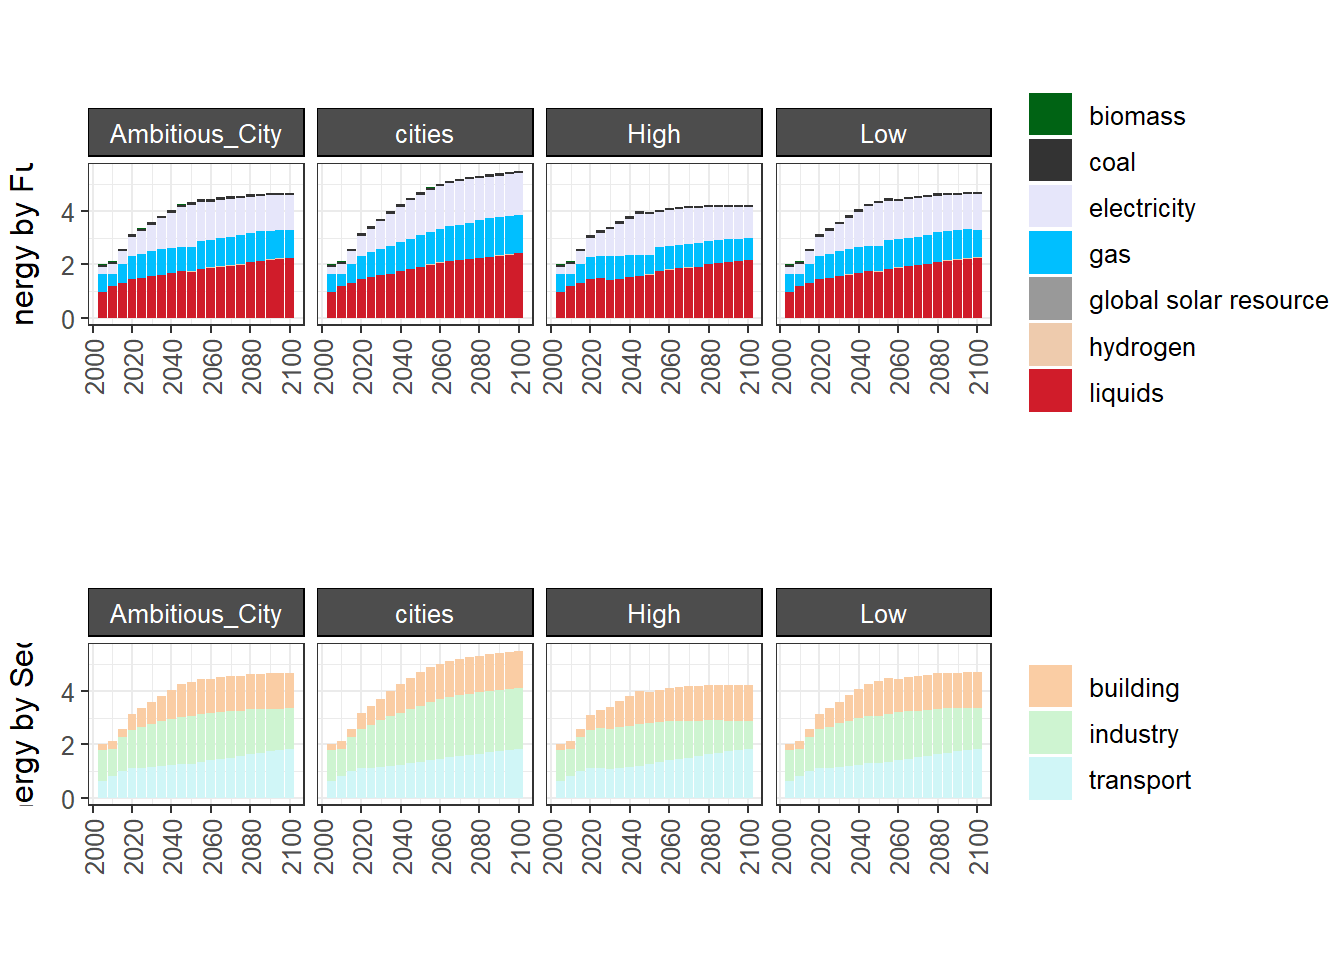 Ambitious_City cities High Low
nergy by Fu
4
2
0
2000 2020 2040 2060 2080 2100 2000 2020 2040 2060 2080 2100 2000 2020 2040 2060 2080 2100 2000 2020 2040 2060 2080 2100
biomass
coal
electricity
gas
global solar resource
hydrogen
liquids
Ambitious_City cities High Low
ergy by Sec
4
2
0
2000 2020 2040 2060 2080 2100 2000 2020 2040 2060 2080 2100 2000 2020 2040 2060 2080 2100 2000 2020 2040 2060 2080 2100
building
industry
transport